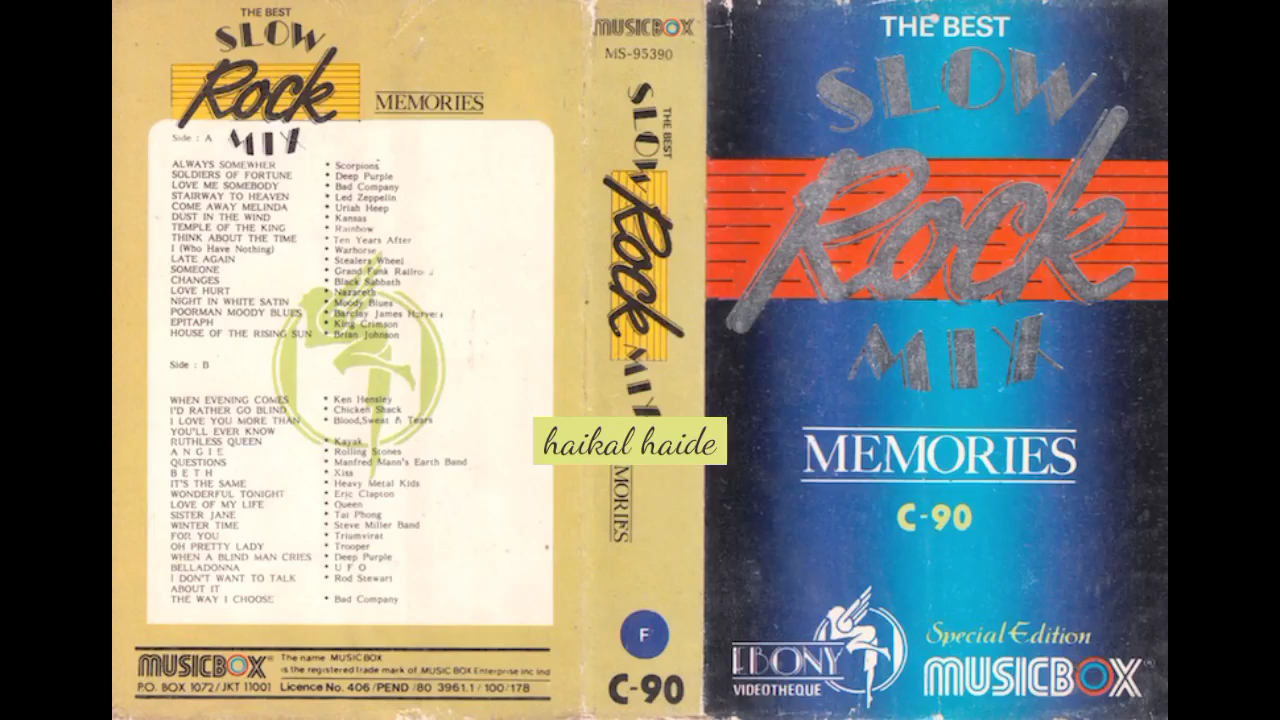 THE BEST
SLOW
Rock
MIX
MEMORIES
Side : A
ALWAYS SOMEWHER * Scorpions
SOLDIERS OF FORTUNE * Deep Purple
LOVE ME SOMEBODY * Bad Company
STAIRWAY TO HEAVEN * Led Zeppelin
COME AWAY MELINDA * Uriah Heep
DUST IN THE WIND * Kansas
TEMPLE OF THE KING * Rainbow
THINK ABOUT THE TIME * Ten Years After
I (Who Have Nothing) * Warhorse
LATE AGAIN * Stealers Wheel
SOMEONE * Grand Funk Railro
CHANGES * Black Sabbath
LOVE HURT * Nazareth
NIGHT IN WHITE SATIN * Moody Blues
POORMAN MOODY BLUES * Barclay James Harves
EPITAPH * King Crimson
HOUSE OF THE RISING SUN * Brian Johnson
Side : B
WHEN EVENING COMES * Ken Hensley
I'D RATHER GO BLIND * Chicken Shack
I LOVE YOU MORE THAN * Blood,Sweat & Tears
YOU'LL EVER KNOW
RUTHLESS QUEEN * Kayak
A N G I E * Rolling Stones
QUESTIONS * Manfred Mann's Earth Band
B E T H * Kiss
IT'S THE SAME * Heavy Metal Kids
WONDERFUL TONIGHT * Eric Clapton
LOVE OF MY LIFE * Queen
SISTER JANE * Tai Phong
WINTER TIME * Steve Miller Band
FOR YOU * Triumvirat
OH PRETTY LADY * Trooper
WHEN A BLIND MAN CRIES * Deep Purple
BELLADONNA * U F O
I DON'T WANT TO TALK * Rod Stewart
ABOUT IT
THE WAY I CHOOSE * Bad Company
MUSICBOX®
The name MUSIC BOX
is the registered trade mark of MUSIC BOX Enterprise Inc Ind
P.O. BOX 1072/JKT 11001 Licence No. 406/PEND/80 3961.1/100/178
MUSICBOX
MS-95390
THE BEST
SLOW
Rock
MIX
MORIES
F
C-90
haikal haide
THE BEST
SLOW
Rock
MIX
MEMORIES
C-90
EBONY
VIDEOTHEQUE
Special Edition
MUSICBOX®